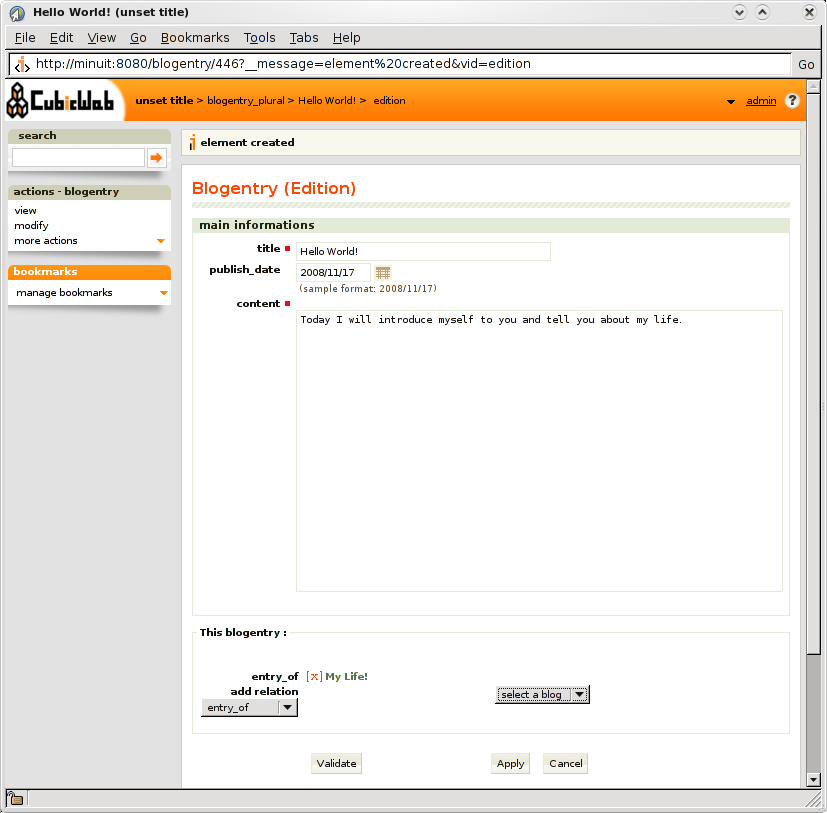 Hello World! (unset title)
File Edit View Go Bookmarks Tools Tabs Help
http://minuit:8080/blogentry/446?__message=element%20created&vid=edition Go
CubicWeb unset title > blogentry_plural > Hello World! > edition admin ?
search
element created
actions - blogentry
view
modify
more actions
bookmarks
manage bookmarks
Blogentry (Edition)
main informations
title Hello World!
publish_date 2008/11/17
(sample format: 2008/11/17)
content
Today I will introduce myself to you and tell you about my life.
This blogentry :
entry_of [x] My Life!
add relation
entry_of select a blog
Validate Apply Cancel